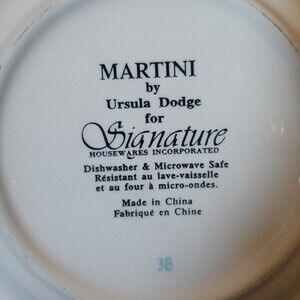 MARTINI
by
Ursula Dodge
for
Signature
HOUSEWARES INCORPORATED
Dishwasher & Microwave Safe
Résistant au lave-vaisselle
et au four à micro-ondes.
Made in China
Fabriqué en Chine
3B